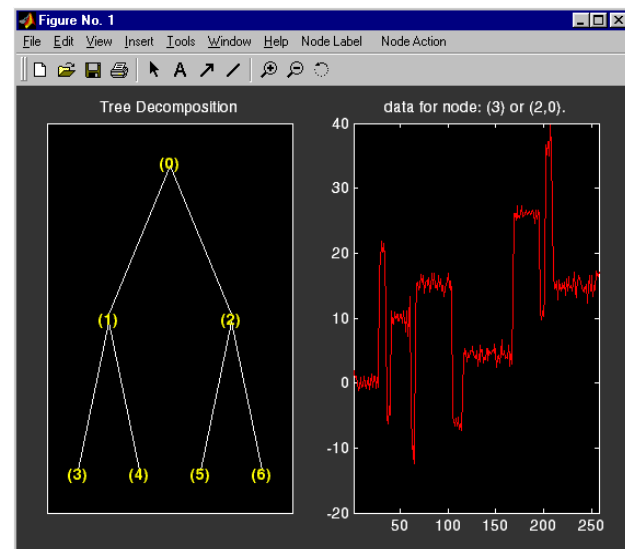 Figure No. 1
File Edit View Insert Tools Window Help Node Label Node Action
A
Tree Decomposition
(0)
(1) (2)
(3) (4) (5) (6)
data for node: (3) or (2,0).
40
30
20
10
0
-10
-20
50 100 150 200 250